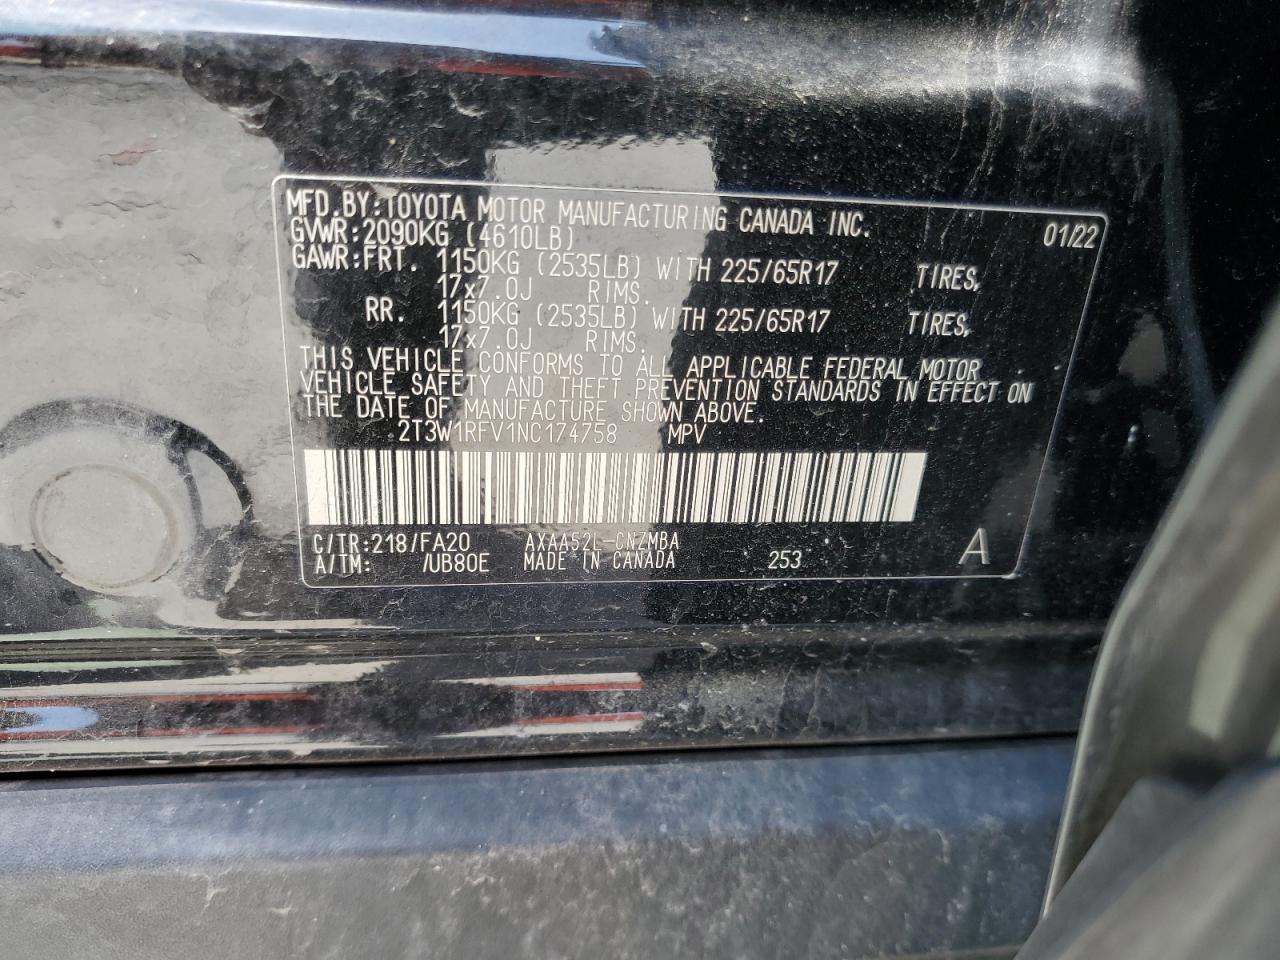 MFD.BY:TOYOTA MOTOR MANUFACTURING CANADA INC. 01/22
GVWR:2090KG (4610LB)
GAWR:FRT. 1150KG (2535LB) WITH 225/65R17 TIRES,
17x7.0J RIMS.
RR. 1150KG (2535LB) WITH 225/65R17 TIRES,
17x7.0J RIMS.
THIS VEHICLE CONFORMS TO ALL APPLICABLE FEDERAL MOTOR
VEHICLE SAFETY AND THEFT PREVENTION STANDARDS IN EFFECT ON
THE DATE OF MANUFACTURE SHOWN ABOVE.
2T3W1RFV1NC174758 MPV
C/TR:218/FA20 AXAA52L-CNZMBA
A/TM: /UB80E MADE IN CANADA 253 A